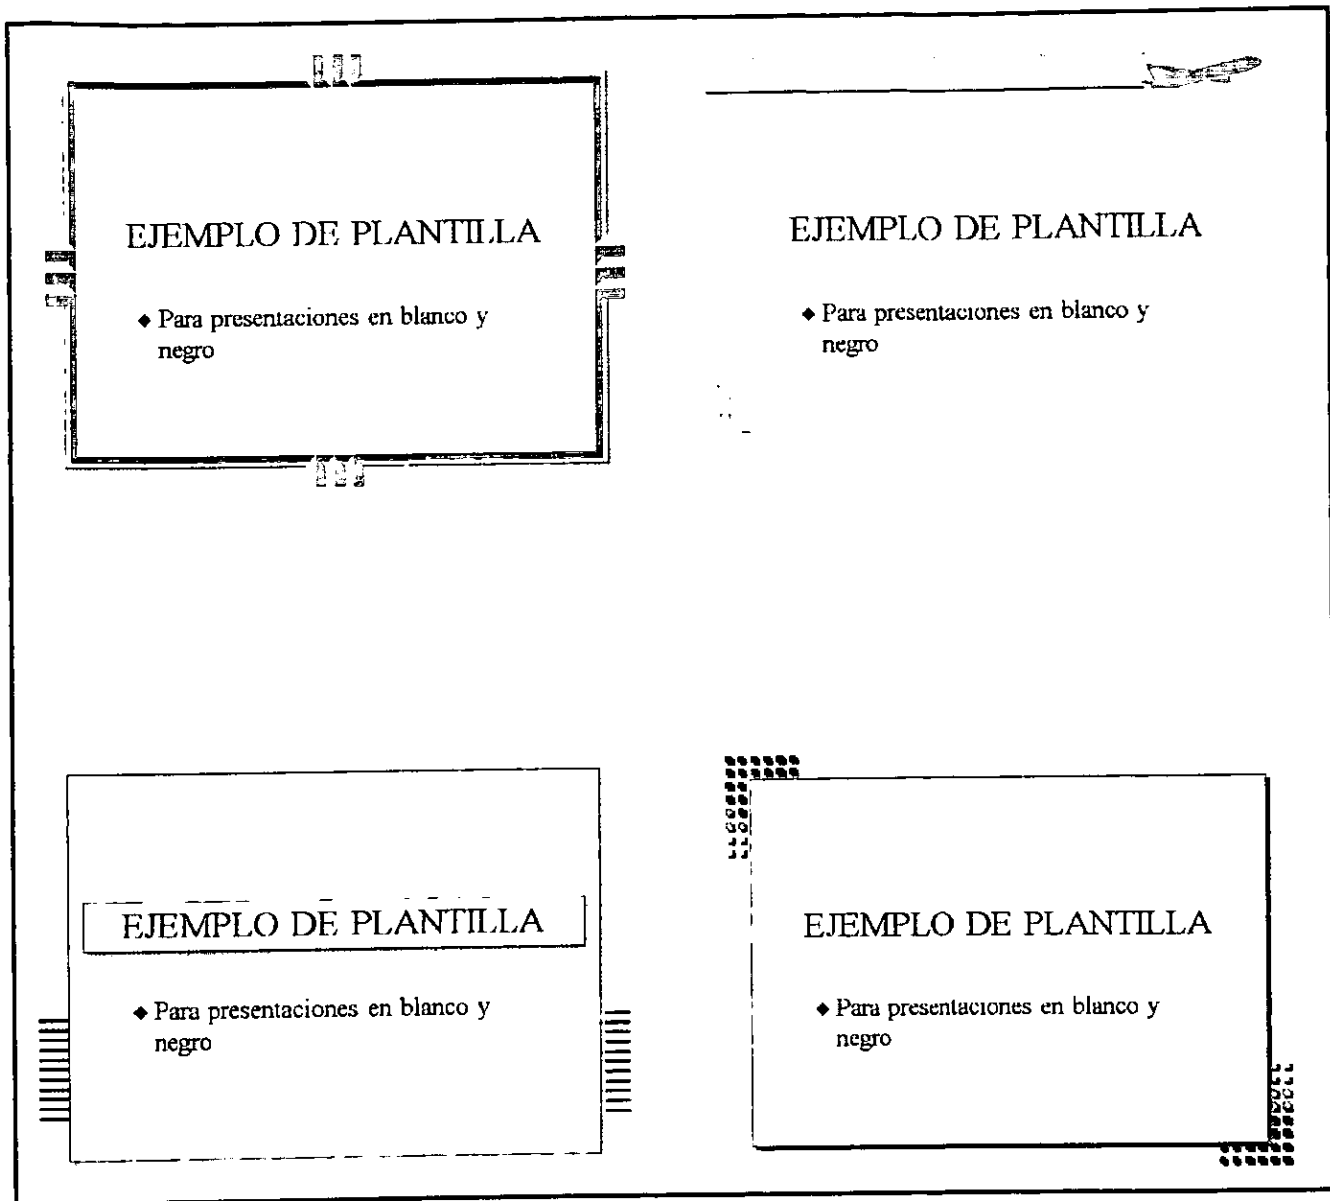 EJEMPLO DE PLANTILLA
◆ Para presentaciones en blanco y
negro
EJEMPLO DE PLANTILLA
◆ Para presentaciones en blanco y
negro
EJEMPLO DE PLANTILLA
◆ Para presentaciones en blanco y
negro
EJEMPLO DE PLANTILLA
◆ Para presentaciones en blanco y
negro